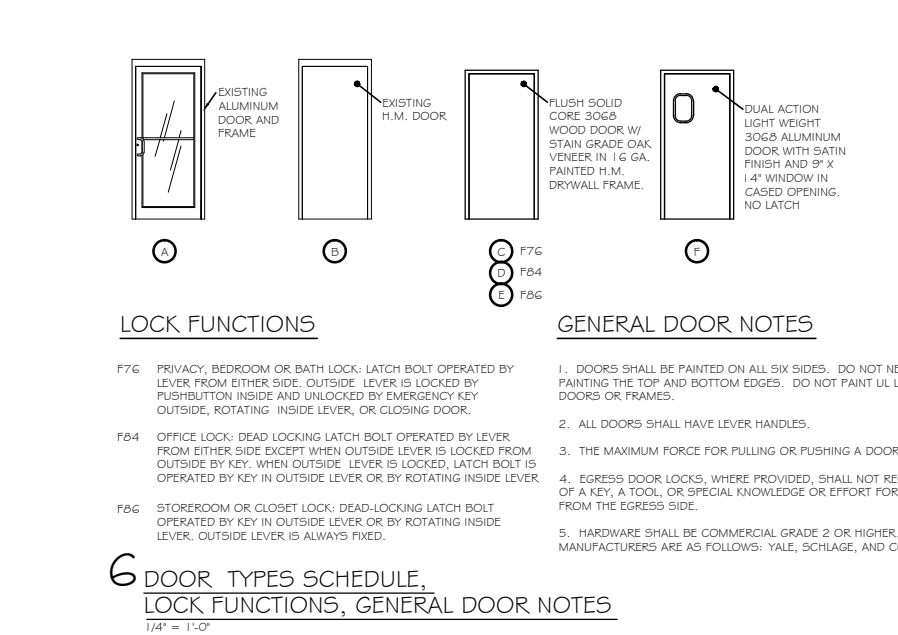 EXISTING
ALUMINUM
DOOR AND
FRAME
EXISTING
H.M. DOOR
FLUSH SOLID
CORE 3068
WOOD DOOR W/
STAIN GRADE OAK
VENEER IN 16 GA.
PAINTED H.M.
DRYWALL FRAME.
DUAL ACTION
LIGHT WEIGHT
3068 ALUMINUM
DOOR WITH SATIN
FINISH AND 9" X
14" WINDOW IN
CASED OPENING.
NO LATCH
A
B
C F76
D F84
E F86
F
LOCK FUNCTIONS
F76 PRIVACY, BEDROOM OR BATH LOCK: LATCH BOLT OPERATED BY
LEVER FROM EITHER SIDE. OUTSIDE LEVER IS LOCKED BY
PUSHBUTTON INSIDE AND UNLOCKED BY EMERGENCY KEY
OUTSIDE, ROTATING INSIDE LEVER, OR CLOSING DOOR.
F84 OFFICE LOCK: DEAD LOCKING LATCH BOLT OPERATED BY LEVER
FROM EITHER SIDE EXCEPT WHEN OUTSIDE LEVER IS LOCKED FROM
OUTSIDE BY KEY. WHEN OUTSIDE LEVER IS LOCKED, LATCH BOLT IS
OPERATED BY KEY IN OUTSIDE LEVER OR BY ROTATING INSIDE LEVER
F86 STOREROOM OR CLOSET LOCK: DEAD-LOCKING LATCH BOLT
OPERATED BY KEY IN OUTSIDE LEVER OR BY ROTATING INSIDE
LEVER. OUTSIDE LEVER IS ALWAYS FIXED.
GENERAL DOOR NOTES
1. DOORS SHALL BE PAINTED ON ALL SIX SIDES. DO NOT NE
PAINTING THE TOP AND BOTTOM EDGES. DO NOT PAINT UL L
DOORS OR FRAMES.
2. ALL DOORS SHALL HAVE LEVER HANDLES.
3. THE MAXIMUM FORCE FOR PULLING OR PUSHING A DOOR
4. EGRESS DOOR LOCKS, WHERE PROVIDED, SHALL NOT RE
OF A KEY, A TOOL, OR SPECIAL KNOWLEDGE OR EFFORT FOR
FROM THE EGRESS SIDE.
5. HARDWARE SHALL BE COMMERCIAL GRADE 2 OR HIGHER.
MANUFACTURERS ARE AS FOLLOWS: YALE, SCHLAGE, AND C
6 DOOR TYPES SCHEDULE,
LOCK FUNCTIONS, GENERAL DOOR NOTES
1/4" = 1'-0"